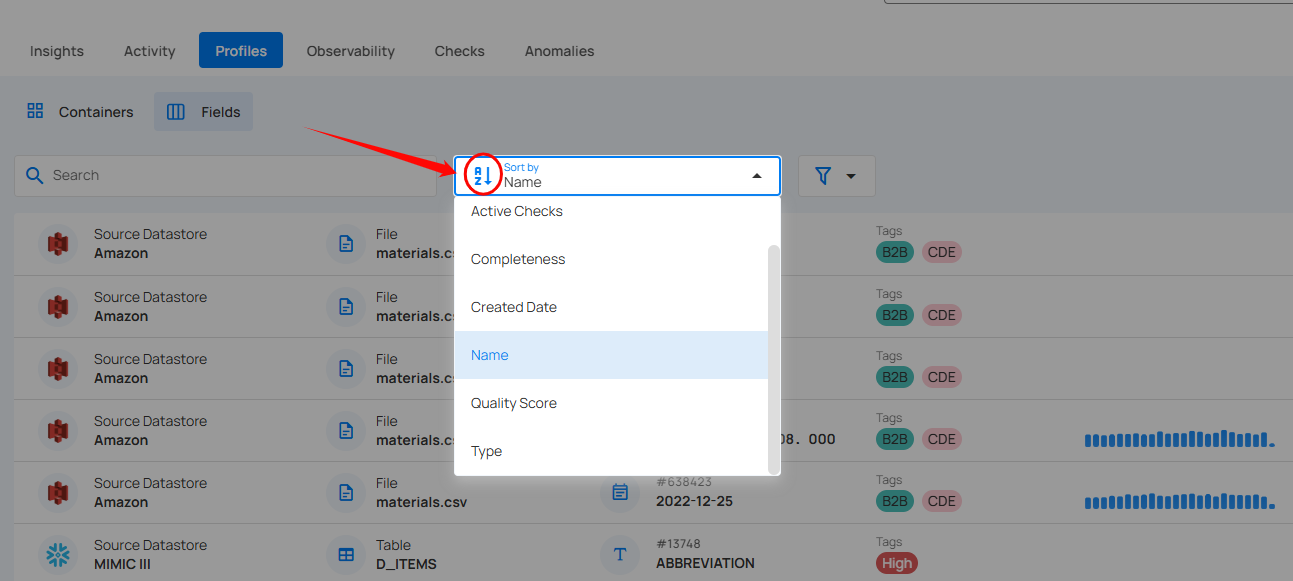 Insights Activity Profiles Observability Checks Anomalies
Containers Fields
Search
Sort by
Name
Active Checks
Completeness
Created Date
Name
Quality Score
Type
Source Datastore File Tags
Amazon materials.cs B2B CDE
Source Datastore File Tags
Amazon materials.cs B2B CDE
Source Datastore File Tags
Amazon materials.cs B2B CDE
Source Datastore File Tags
Amazon materials.cs 08. 000 B2B CDE
Source Datastore File #638423 Tags
Amazon materials.csv 2022-12-25 B2B CDE
Source Datastore Table #13748 Tags
MIMIC III D_ITEMS ABBREVIATION High